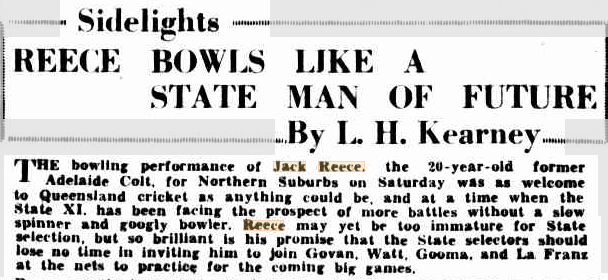 Sidelights
REECE BOWLS LIKE A
STATE MAN OF FUTURE
By L. H. Kearney
THE bowling performance of Jack Reece, the 20-year-old former
Adelaide Colt, for Northern Suburbs on Saturday was as welcome
to Queensland cricket as anything could be, and at a time when the
State XI. has been facing the prospect of more battles without a slow
spinner and googly bowler. Reece may yet be too immature for State
selection, but so brilliant is his promise that the State selectors should
lose no time in inviting him to join Govan, Watt, Gooma, and La Franz
at the nets to practice for the coming big games.